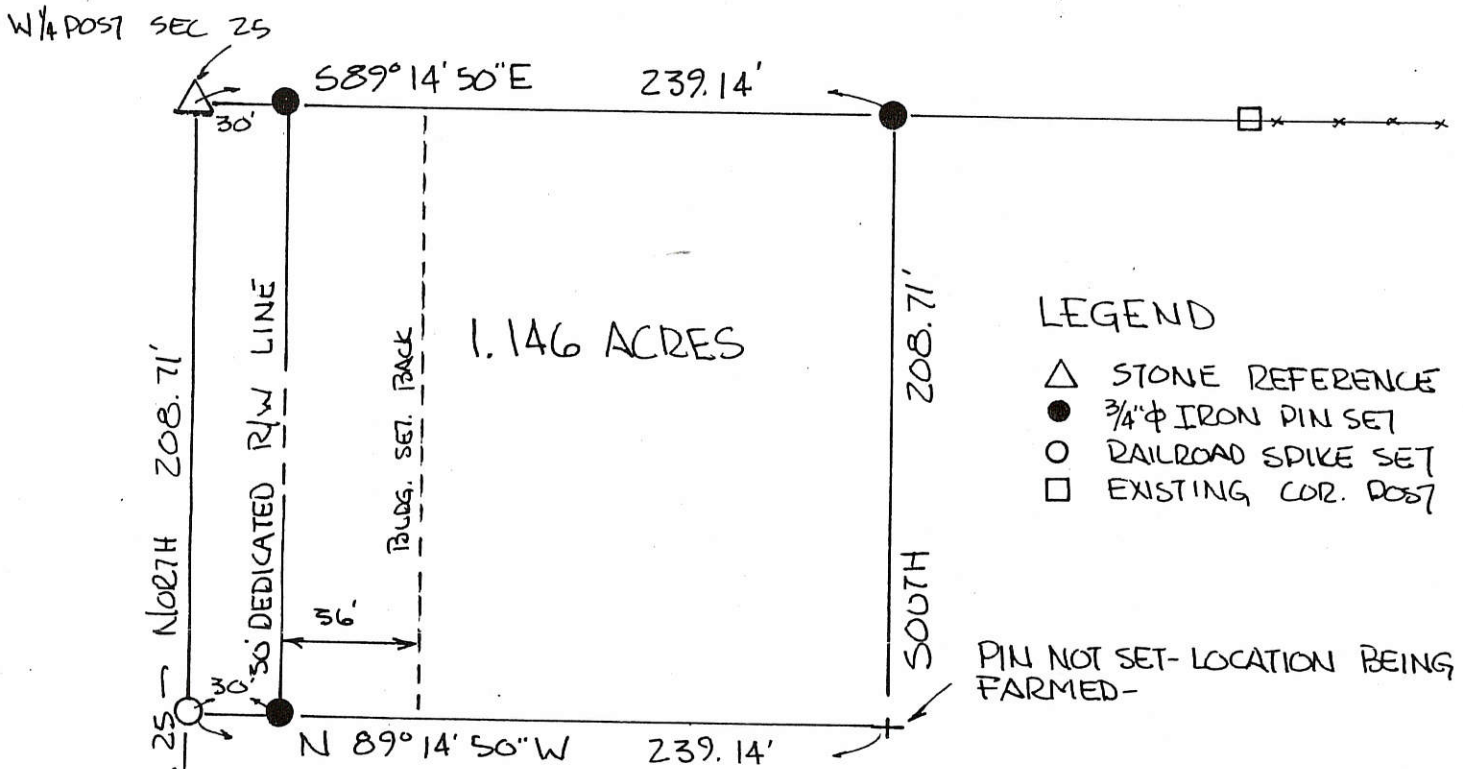 W¼ POST SEC 25
S89°14'50"E 239.14'
30'
NORTH 208.71'
30' DEDICATED R/W LINE
BLDG. SET. BACK
1.146 ACRES
208.71'
SOUTH
LEGEND
STONE REFERENCE
3/4"ϕ IRON PIN SET
RAILROAD SPIKE SET
EXISTING COR. POST
56'
30'
25
PIN NOT SET- LOCATION BEING
FARMED-
N 89°14'50"W 239.14'